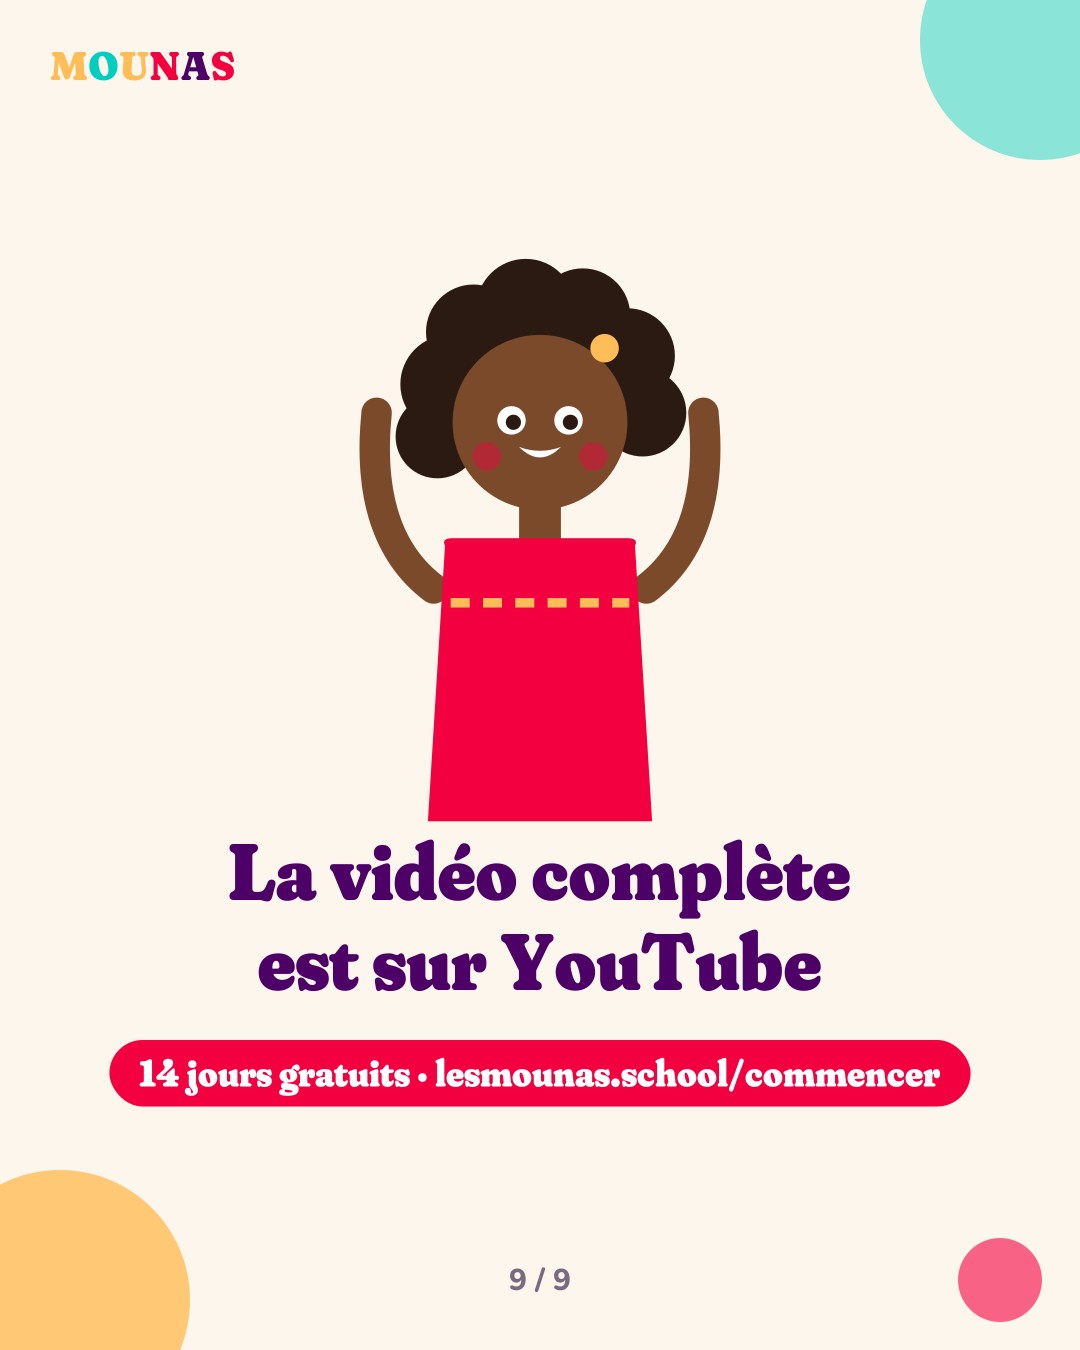 MOUNAS
La vidéo complète
est sur YouTube
14 jours gratuits • lesmounas.school/commencer
9 / 9